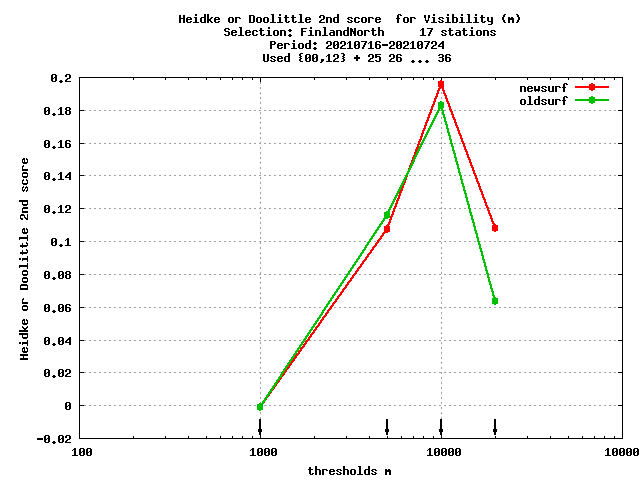 Heidke or Doolittle 2nd score  for Visibility (m)
Selection: FinlandNorth     17 stations
Period: 20210716-20210724
Used {00,12} + 25 26 ... 36
newsurf
oldsurf
Heidke or Doolittle 2nd score
0.2
0.18
0.16
0.14
0.12
0.1
0.08
0.06
0.04
0.02
0
-0.02
100 1000 10000 10000
thresholds m